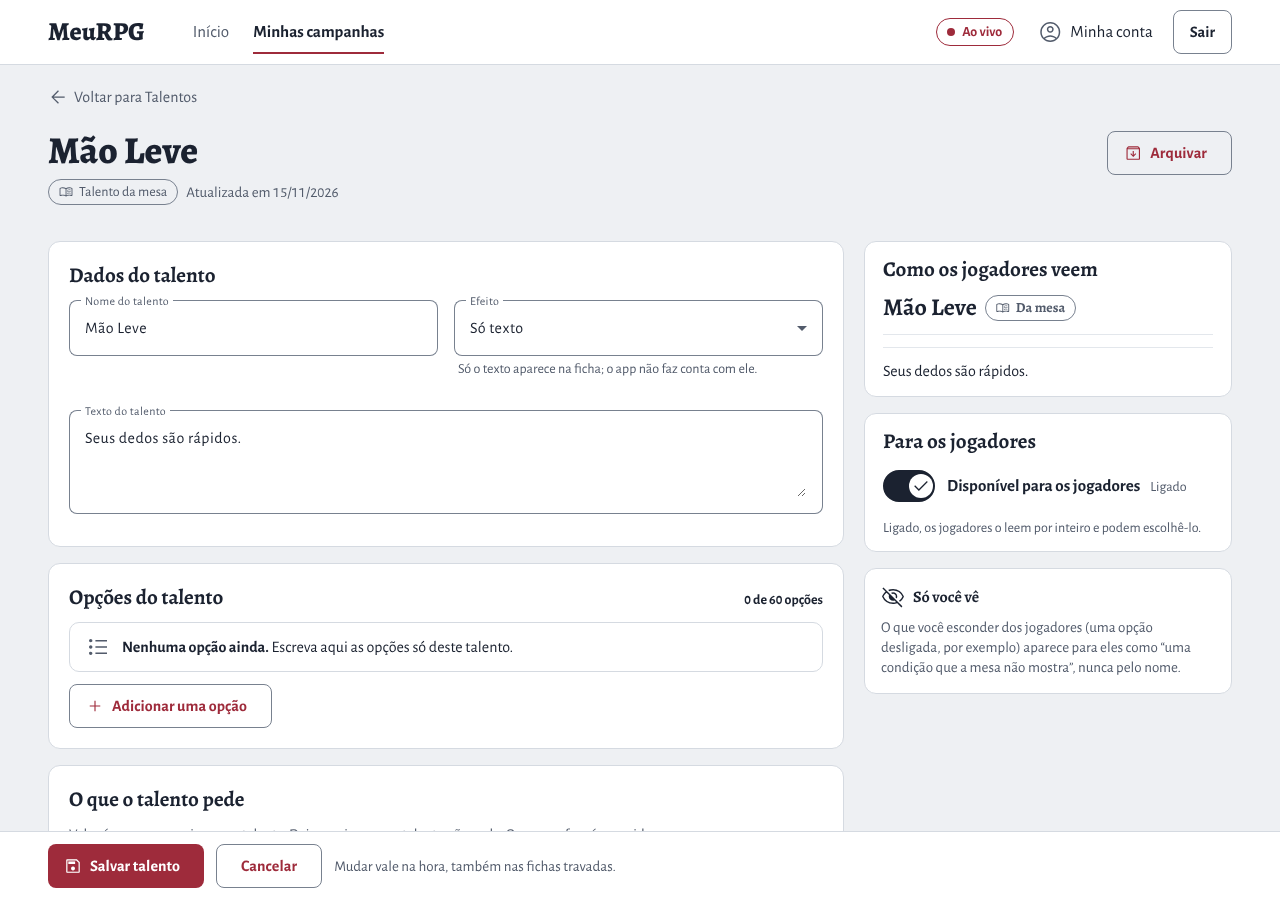 MeuRPG
Início
Minhas campanhas
Ao vivo
Minha conta
Sair
Voltar para Talentos
Mão Leve
Arquivar
Talento da mesa
Atualizada em 15/11/2026
Dados do talento
Nome do talento
Mão Leve
Efeito
Só texto
Só o texto aparece na ficha; o app não faz conta com ele.
Texto do talento
Seus dedos são rápidos.
Opções do talento
0 de 60 opções
Nenhuma opção ainda. Escreva aqui as opções só deste talento.
Adicionar uma opção
O que o talento pede
Como os jogadores veem
Mão Leve
Da mesa
Seus dedos são rápidos.
Para os jogadores
Disponível para os jogadores
Ligado
Ligado, os jogadores o leem por inteiro e podem escolhê-lo.
Só você vê
O que você esconder dos jogadores (uma opção
desligada, por exemplo) aparece para eles como “uma
condição que a mesa não mostra”, nunca pelo nome.
Salvar talento
Cancelar
Mudar vale na hora, também nas fichas travadas.